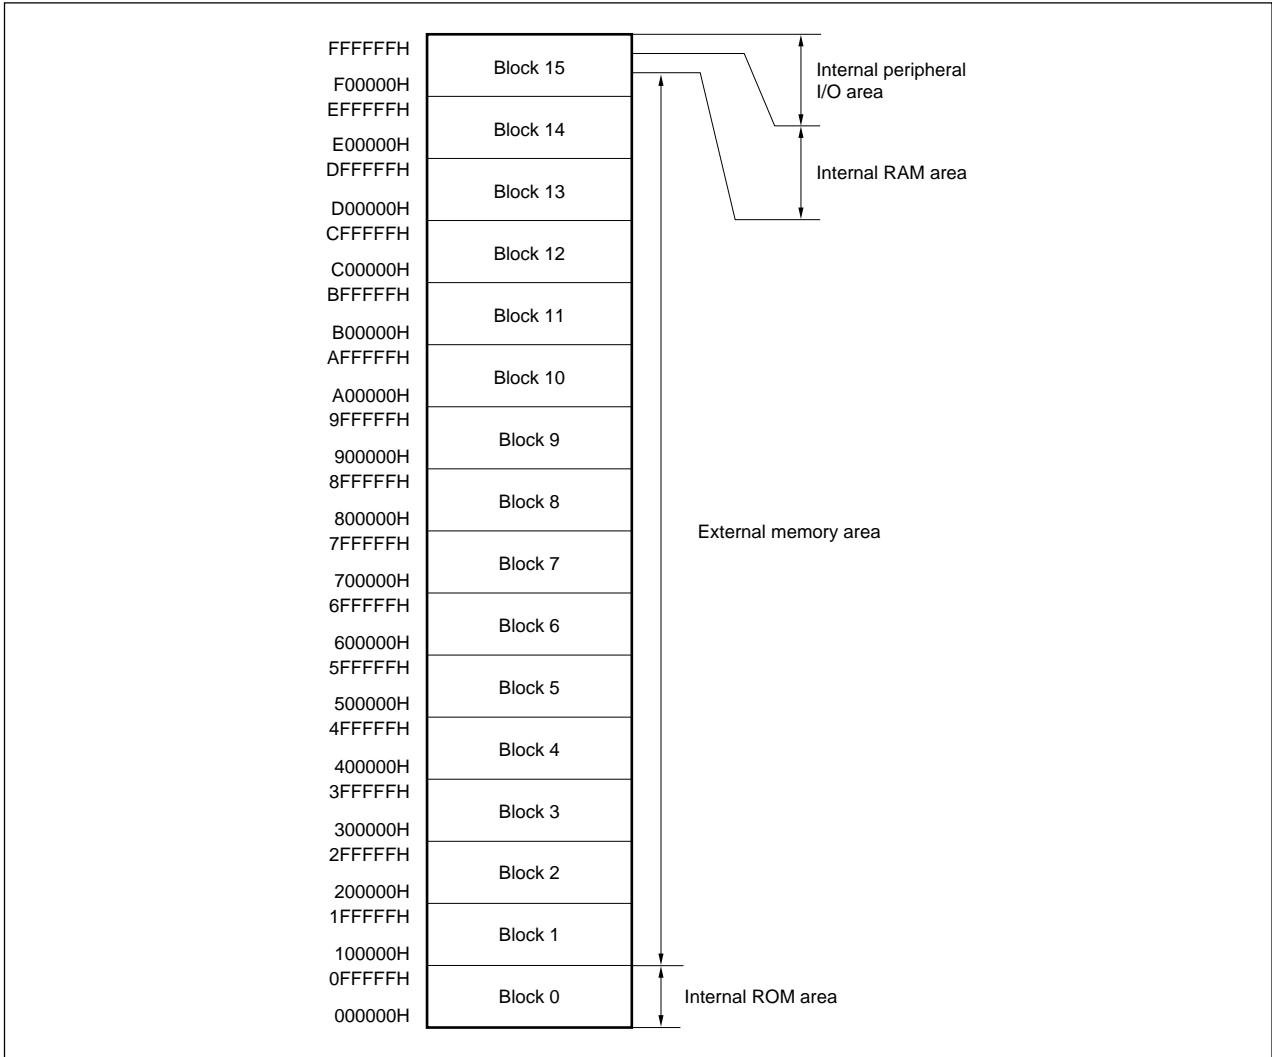 FFFFFFH
Block 15
F00000H
EFFFFFH
Block 14
E00000H
DFFFFFH
Block 13
D00000H
CFFFFFH
Block 12
C00000H
BFFFFFH
Block 11
B00000H
AFFFFFH
Block 10
A00000H
9FFFFFH
Block 9
900000H
8FFFFFH
Block 8
800000H
7FFFFFH
Block 7
700000H
6FFFFFH
Block 6
600000H
5FFFFFH
Block 5
500000H
4FFFFFH
Block 4
400000H
3FFFFFH
Block 3
300000H
2FFFFFH
Block 2
200000H
1FFFFFH
Block 1
100000H
0FFFFFH
Block 0
000000H
Internal peripheral
I/O area
Internal RAM area
External memory area
Internal ROM area